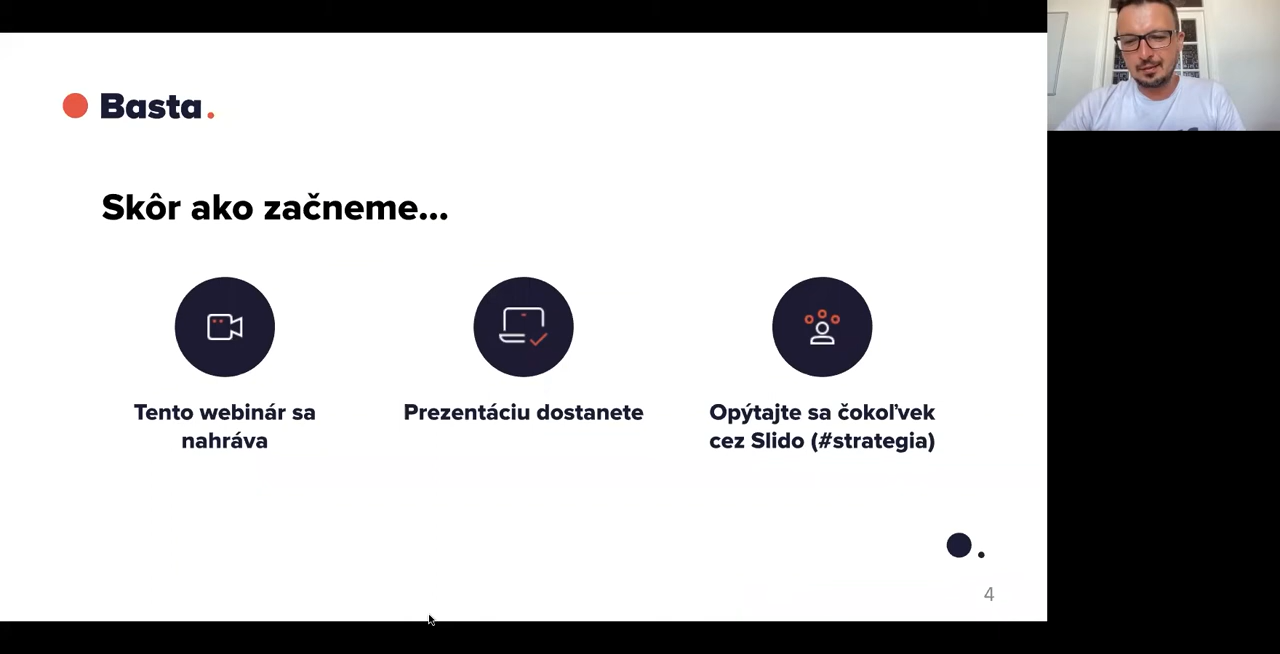 Basta.
Skôr ako začneme...
Tento webinár sa
nahráva
Prezentáciu dostanete
Opýtajte sa čokoľvek
cez Slido (#strategia)
4